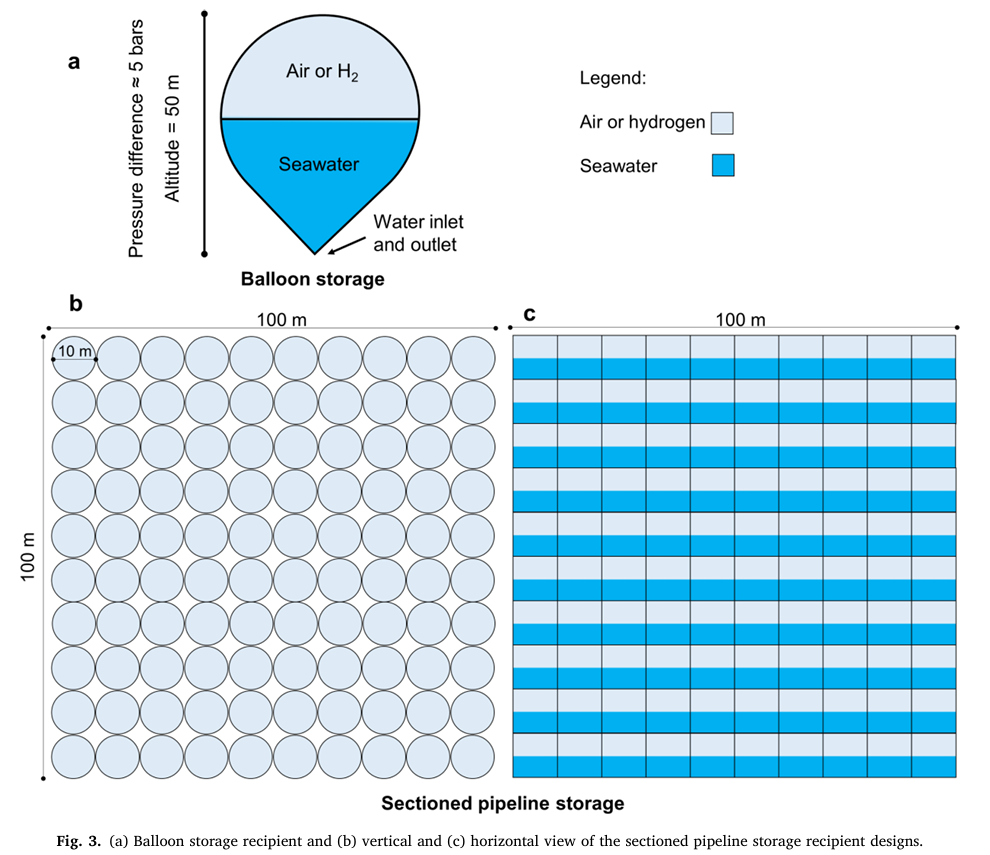 a
Pressure difference ≈ 5 bars
Altitude = 50 m
Air or H₂
Seawater
Water inlet
and outlet
Balloon storage
Legend:
Air or hydrogen
Seawater
b
100 m
10 m
100 m
c
100 m
Sectioned pipeline storage
Fig. 3. (a) Balloon storage recipient and (b) vertical and (c) horizontal view of the sectioned pipeline storage recipient designs.